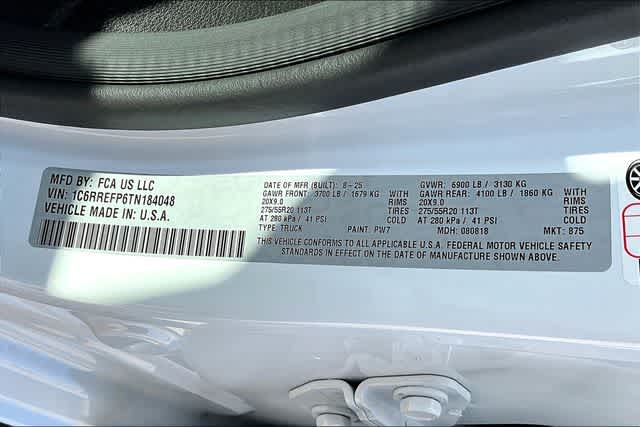 MFD BY: FCA US LLC
VIN: 1C6RREFP6TN184048
VEHICLE MADE IN: U.S.A.
DATE OF MFR (BUILT): 8-25 GVWR: 6900 LB / 3130 KG
GAWR FRONT: 3700 LB / 1679 KG WITH GAWR REAR: 4100 LB / 1860 KG WITH
20X9.0 RIMS 20X9.0 RIMS
275/55R20 113T TIRES 275/55R20 113T TIRES
AT 280 kPa / 41 PSI COLD AT 280 kPa / 41 PSI COLD
TYPE: TRUCK PAINT: PW7 MDH: 080818 MKT: 875
THIS VEHICLE CONFORMS TO ALL APPLICABLE U.S.A. FEDERAL MOTOR VEHICLE SAFETY
STANDARDS IN EFFECT ON THE DATE OF MANUFACTURE SHOWN ABOVE.